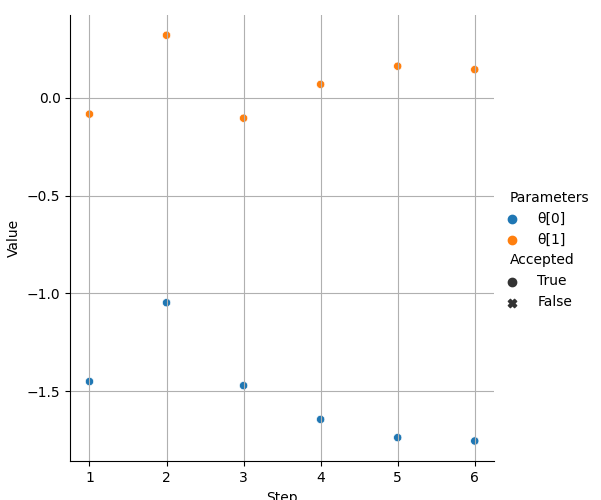 0.0
−0.5
−1.0
−1.5
Value
1 2 3 4 5 6
Step
Parameters
θ[0]
θ[1]
Accepted
True
False